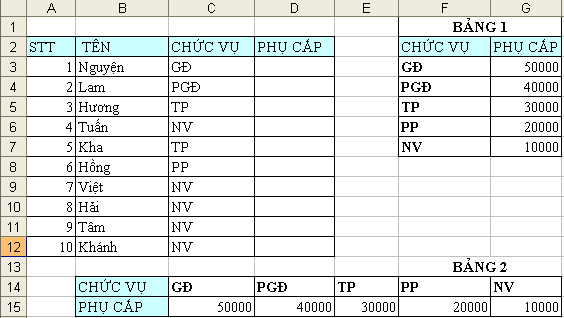 A B C D E F G
1 BẢNG 1
2 STT TÊN CHỨC VỤ PHỤ CẤP CHỨC VỤ PHỤ CẤP
3 1 Nguyện GĐ GĐ 50000
4 2 Lam PGĐ PGĐ 40000
5 3 Hương TP TP 30000
6 4 Tuấn NV PP 20000
7 5 Kha TP NV 10000
8 6 Hồng PP
9 7 Việt NV
10 8 Hải NV
11 9 Tâm NV
12 10 Khánh NV
13 BẢNG 2
14 CHỨC VỤ GĐ PGĐ TP PP NV
15 PHỤ CẤP 50000 40000 30000 20000 10000